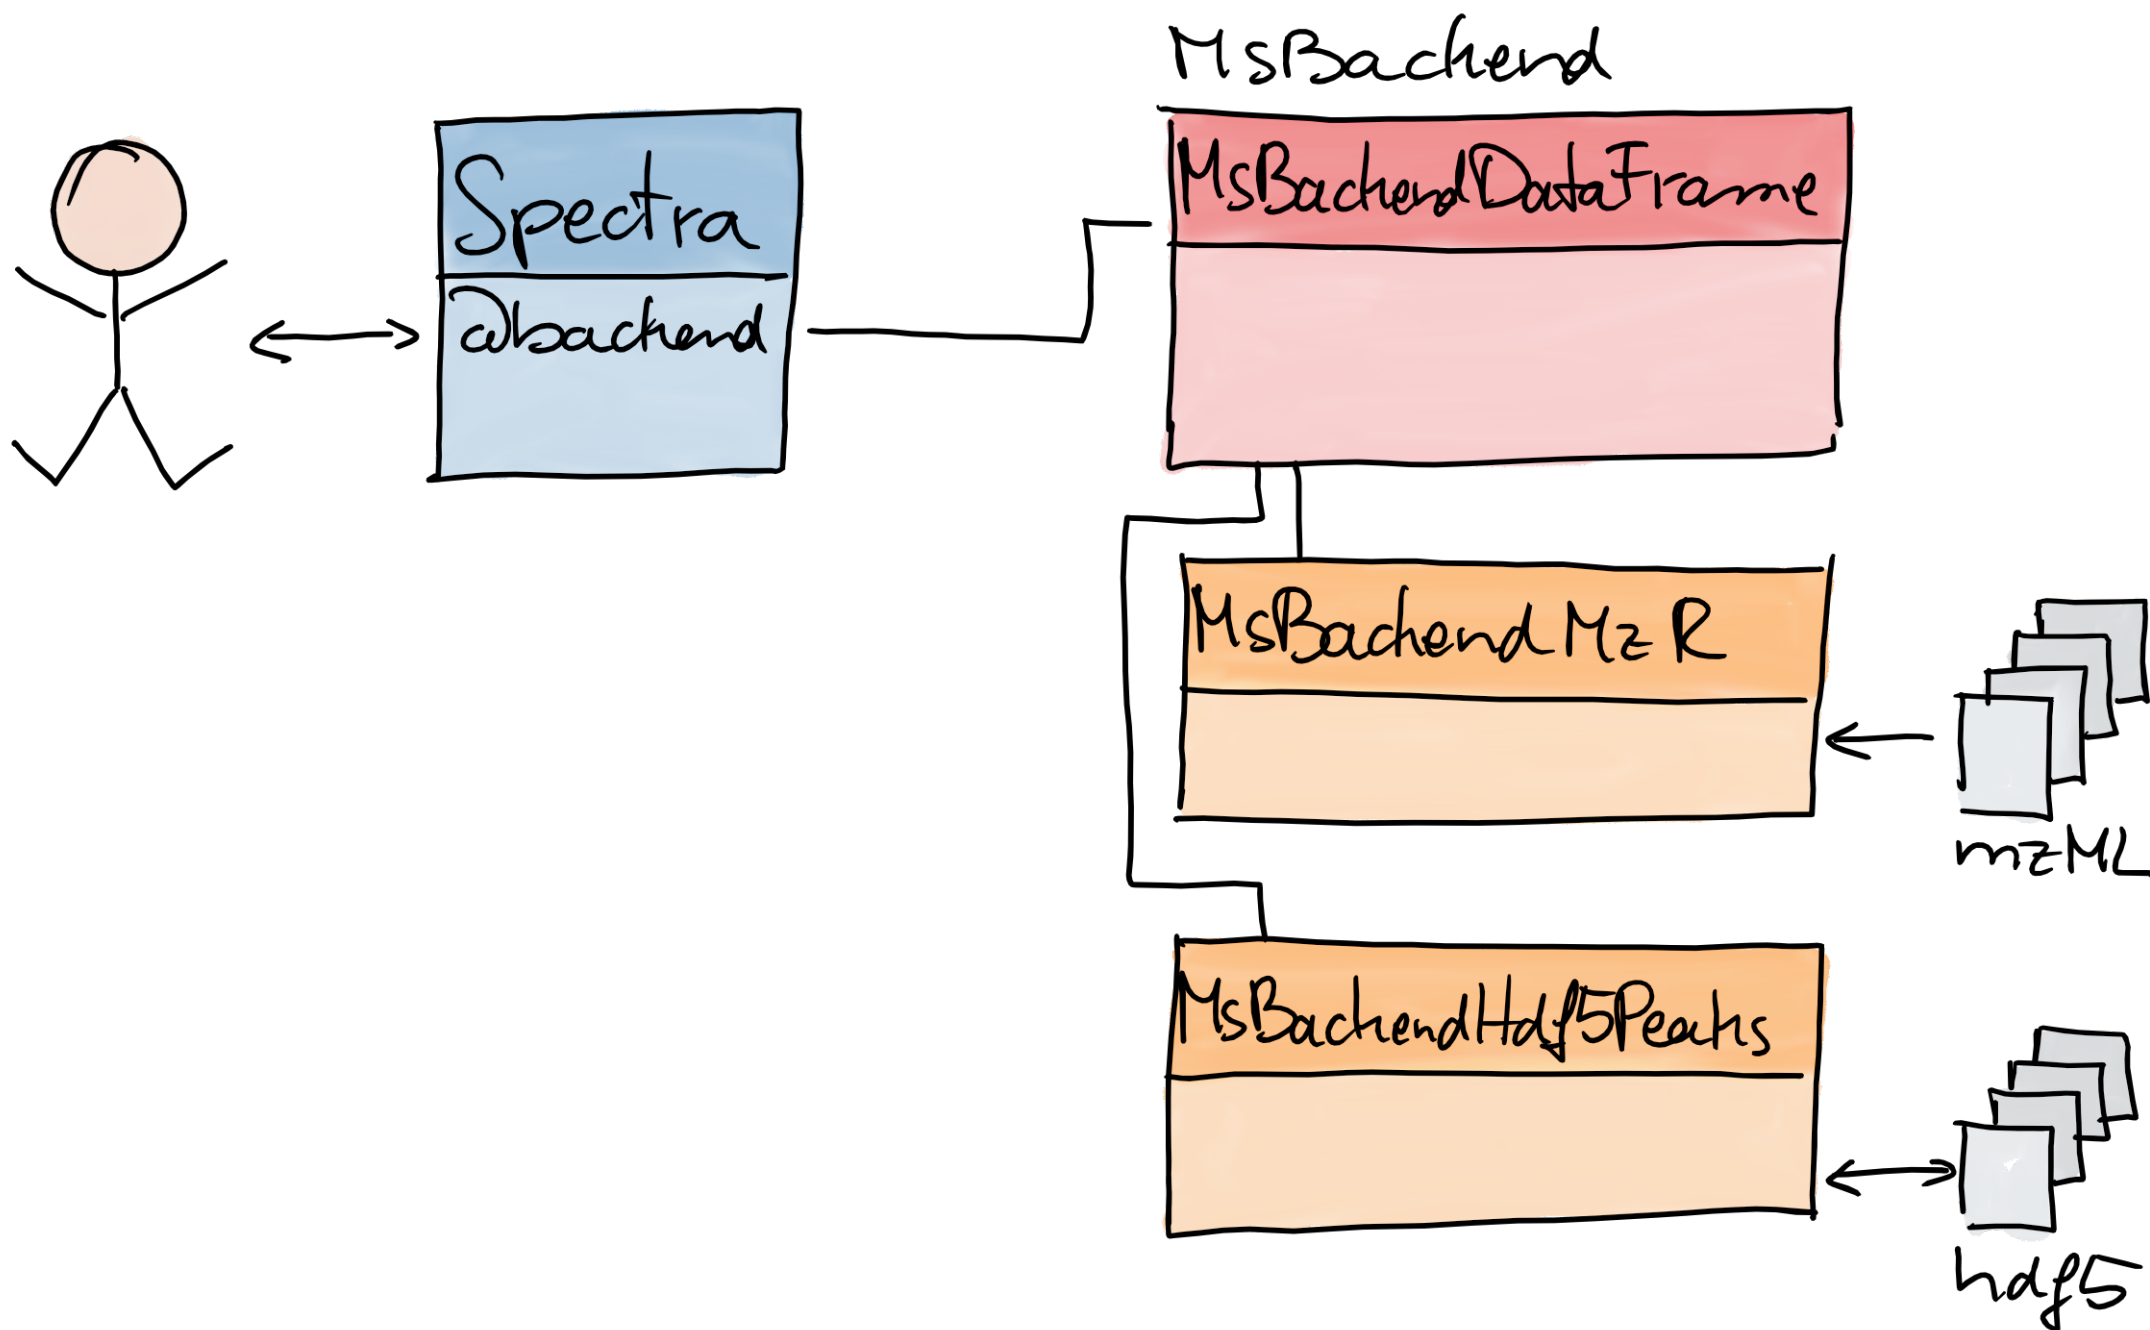 MsBackend
Spectra
@backend
MsBackendDataFrame
MsBackendMzR
mzML
MsBackendHdf5Peaks
hdf5